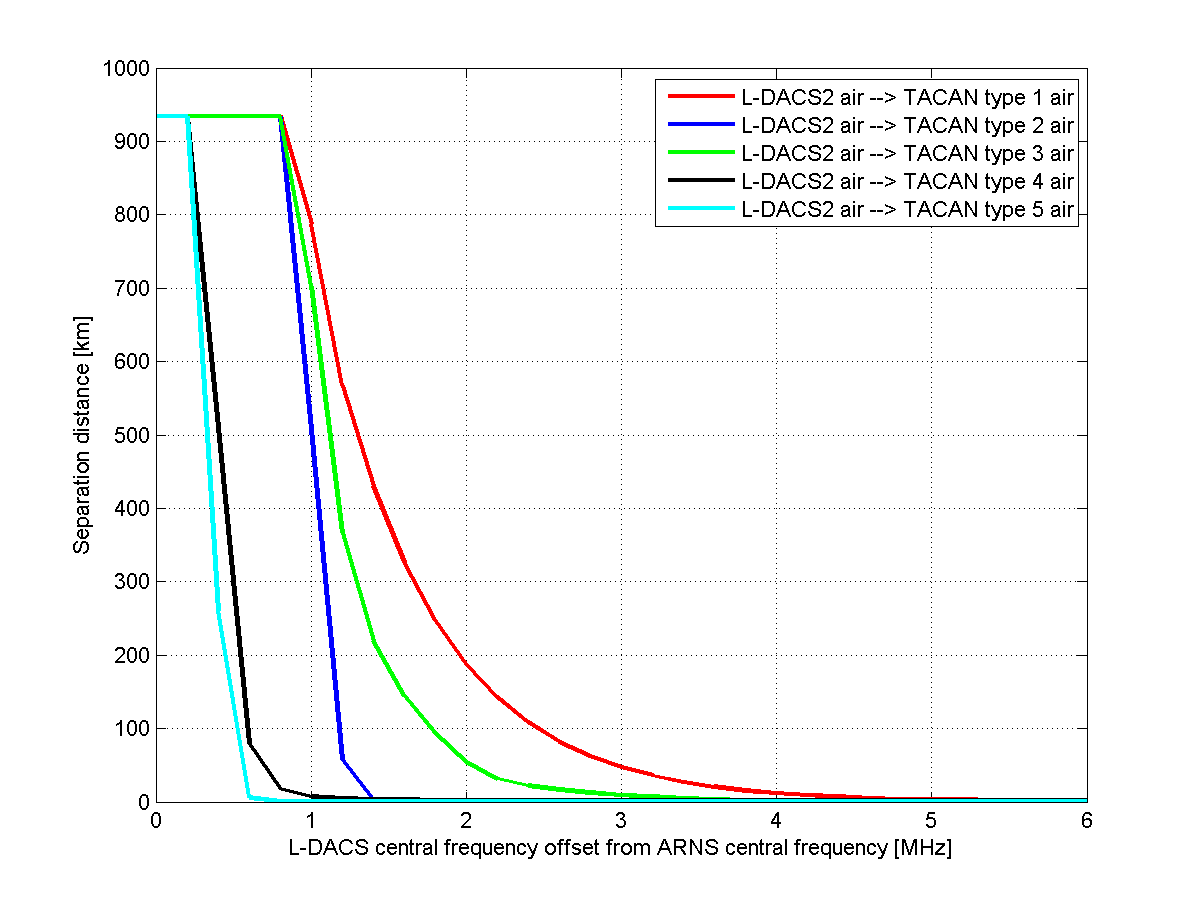 1000
900
800
700
600
500
400
300
200
100
0
Separation distance [km]
L-DACS2 air --> TACAN type 1 air
L-DACS2 air --> TACAN type 2 air
L-DACS2 air --> TACAN type 3 air
L-DACS2 air --> TACAN type 4 air
L-DACS2 air --> TACAN type 5 air
0 1 2 3 4 5 6
L-DACS central frequency offset from ARNS central frequency [MHz]